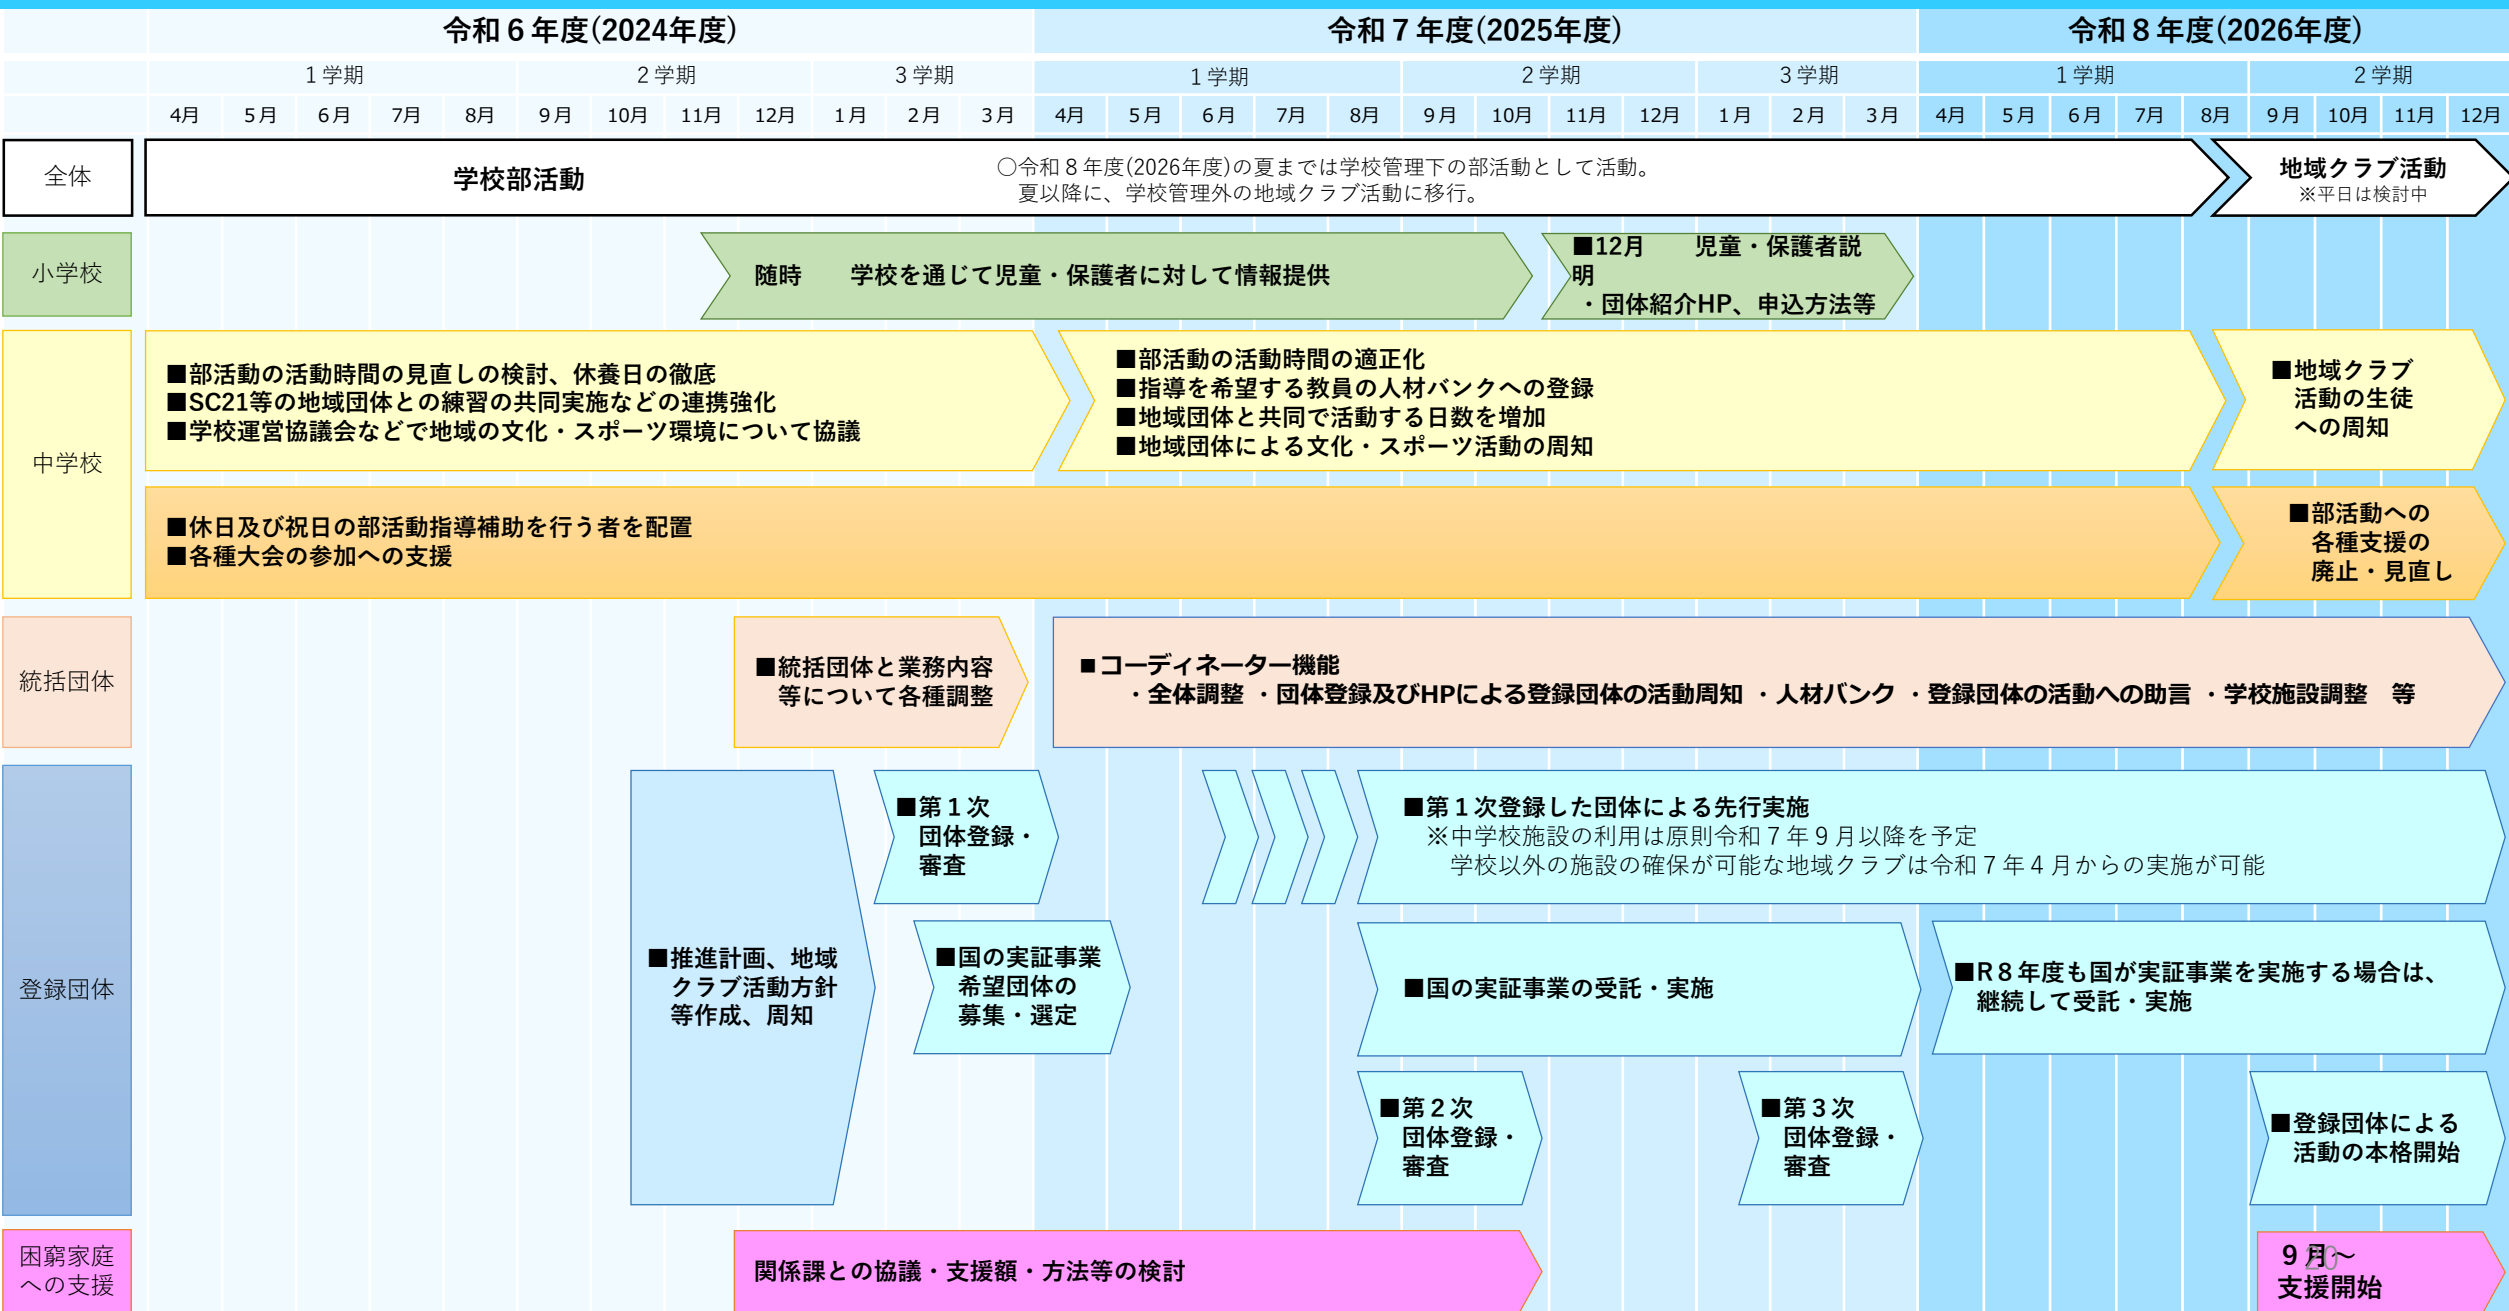 令和６年度(2024年度)
令和７年度(2025年度)
令和８年度(2026年度)
１学期
２学期
３学期
１学期
２学期
３学期
１学期
２学期
4月 5月 6月 7月 8月 9月 10月 11月 12月 1月 2月 3月 4月 5月 6月 7月 8月 9月 10月 11月 12月 1月 2月 3月 4月 5月 6月 7月 8月 9月 10月 11月 12月
全体
学校部活動
○令和８年度(2026年度)の夏までは学校管理下の部活動として活動。
夏以降に、学校管理外の地域クラブ活動に移行。
地域クラブ活動
※平日は検討中
小学校
随時　　学校を通じて児童・保護者に対して情報提供
■12月　　児童・保護者説
明
・団体紹介HP、申込方法等
中学校
■部活動の活動時間の見直しの検討、休養日の徹底
■SC21等の地域団体との練習の共同実施などの連携強化
■学校運営協議会などで地域の文化・スポーツ環境について協議
■部活動の活動時間の適正化
■指導を希望する教員の人材バンクへの登録
■地域団体と共同で活動する日数を増加
■地域団体による文化・スポーツ活動の周知
■地域クラブ
活動の生徒
への周知
■休日及び祝日の部活動指導補助を行う者を配置
■各種大会の参加への支援
■部活動への
各種支援の
廃止・見直し
統括団体
■統括団体と業務内容
等について各種調整
■コーディネーター機能
・全体調整 ・団体登録及びHPによる登録団体の活動周知 ・人材バンク ・登録団体の活動への助言 ・学校施設調整　等
登録団体
■推進計画、地域
クラブ活動方針
等作成、周知
■第１次
団体登録・
審査
■第１次登録した団体による先行実施
※中学校施設の利用は原則令和７年９月以降を予定
学校以外の施設の確保が可能な地域クラブは令和７年４月からの実施が可能
■国の実証事業
希望団体の
募集・選定
■国の実証事業の受託・実施
■R８年度も国が実証事業を実施する場合は、
継続して受託・実施
■第２次
団体登録・
審査
■第３次
団体登録・
審査
■登録団体による
活動の本格開始
困窮家庭
への支援
関係課との協議・支援額・方法等の検討
９月～
支援開始
20